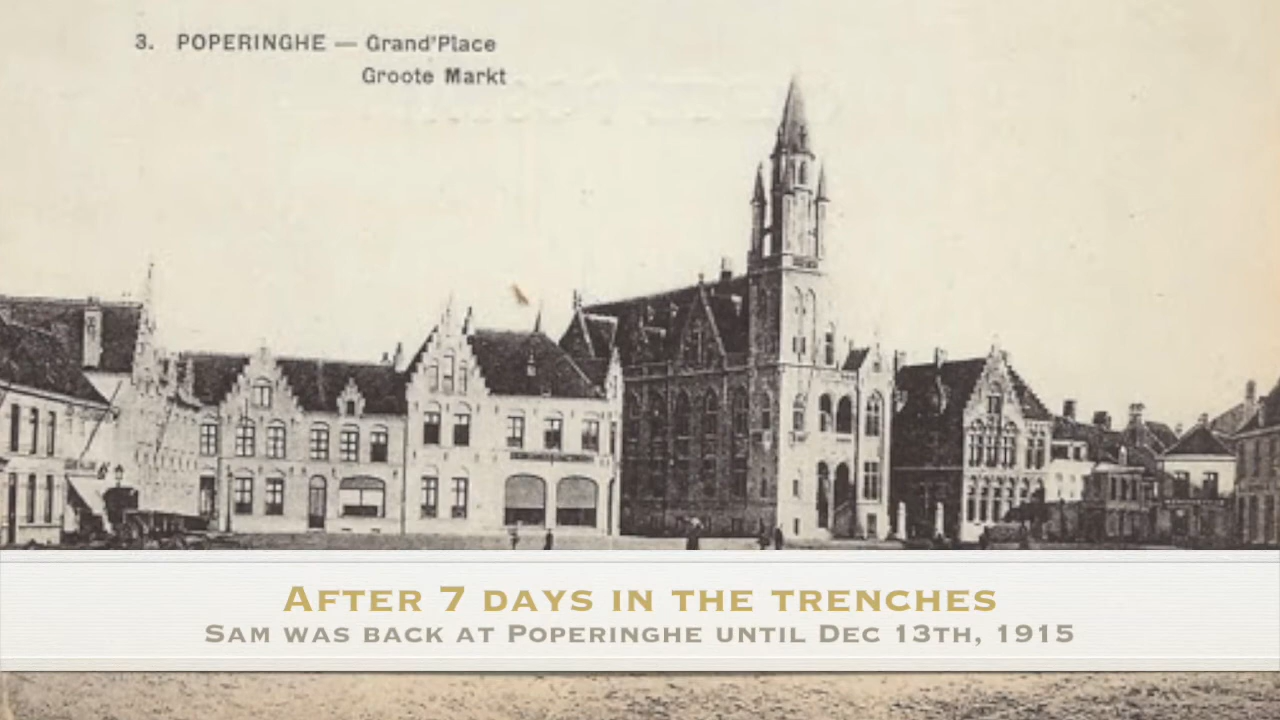 3. POPERINGHE — Grand'Place
Groote Markt
AFTER 7 DAYS IN THE TRENCHES
SAM WAS BACK AT POPERINGHE UNTIL DEC 13TH, 1915